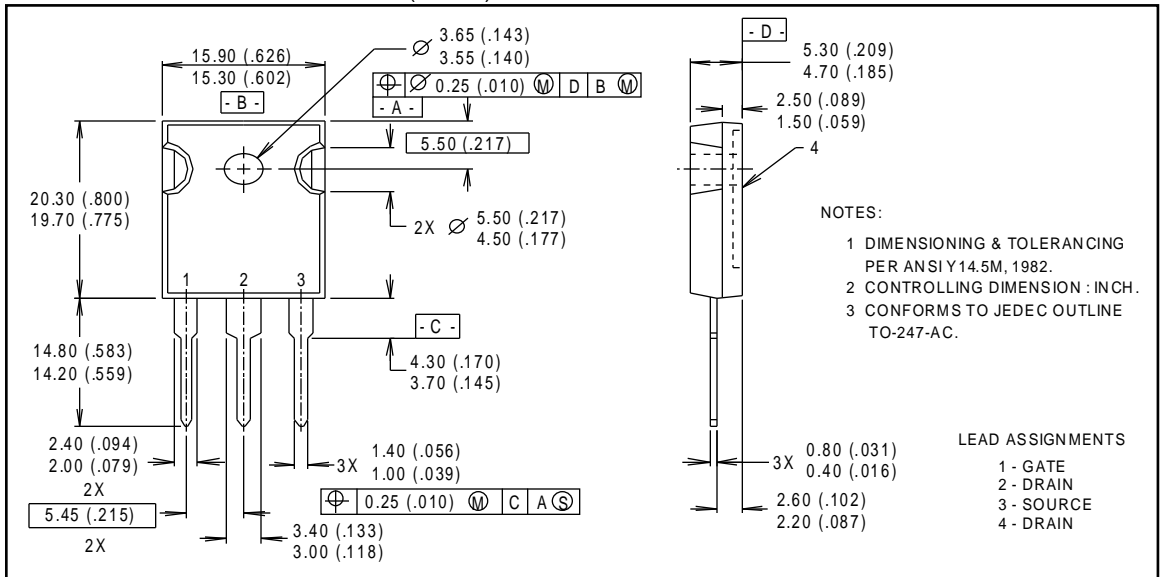 15.90 (.626)
15.30 (.602)
- B -
3.65 (.143)
3.55 (.140)
0.25 (.010) M D B M
- A -
5.50 (.217)
20.30 (.800)
19.70 (.775)
2X 5.50 (.217)
4.50 (.177)
1 2 3
- C -
14.80 (.583)
14.20 (.559)
4.30 (.170)
3.70 (.145)
2.40 (.094)
2.00 (.079)
2X
5.45 (.215)
2X
3X 1.40 (.056)
1.00 (.039)
0.25 (.010) M C A S
3.40 (.133)
3.00 (.118)
- D -
5.30 (.209)
4.70 (.185)
2.50 (.089)
1.50 (.059)
4
NOTES:
1 DIMENSIONING & TOLERANCING
PER ANSI Y14.5M, 1982.
2 CONTROLLING DIMENSION : INCH.
3 CONFORMS TO JEDEC OUTLINE
TO-247-AC.
3X 0.80 (.031)
0.40 (.016)
2.60 (.102)
2.20 (.087)
LEAD ASSIGNMENTS
1 - GATE
2 - DRAIN
3 - SOURCE
4 - DRAIN